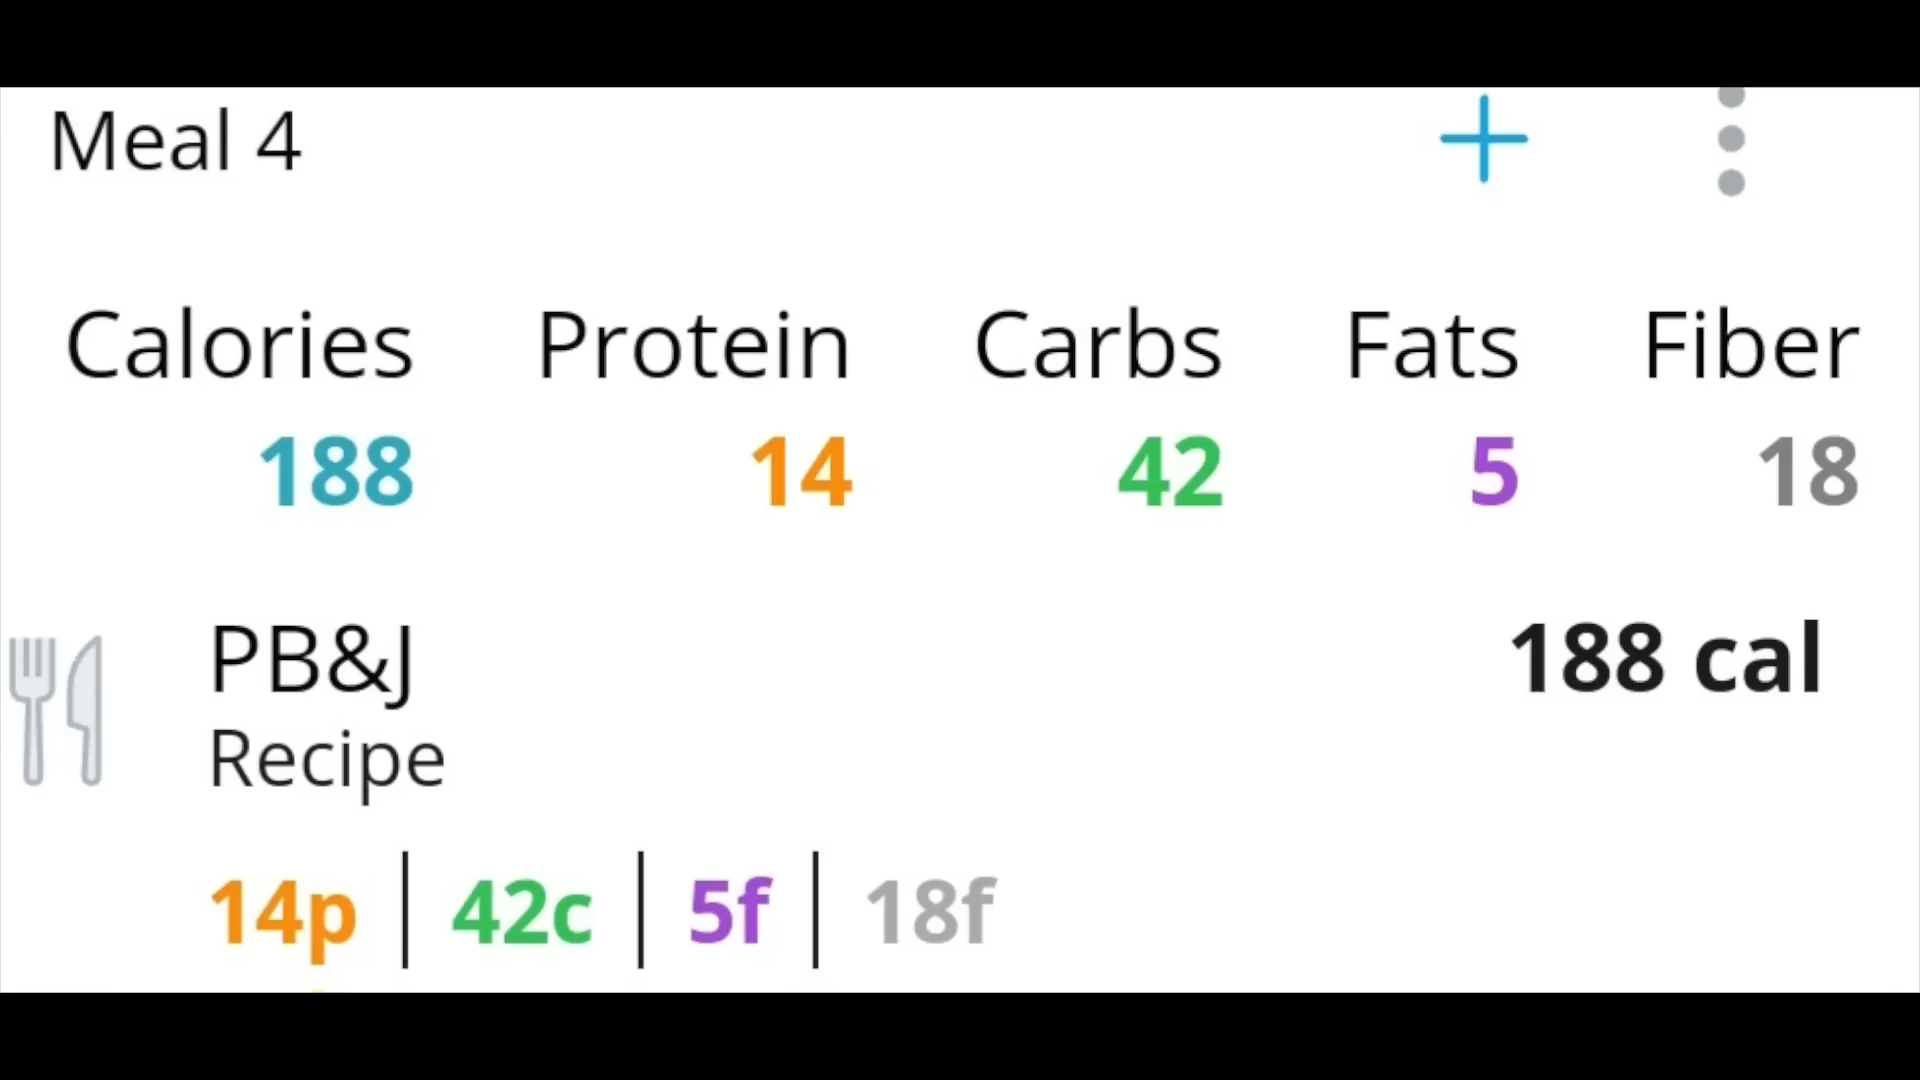 Meal 4
Calories Protein Carbs Fats Fiber
188 14 42 5 18
PB&J 188 cal
Recipe
14p | 42c | 5f | 18f